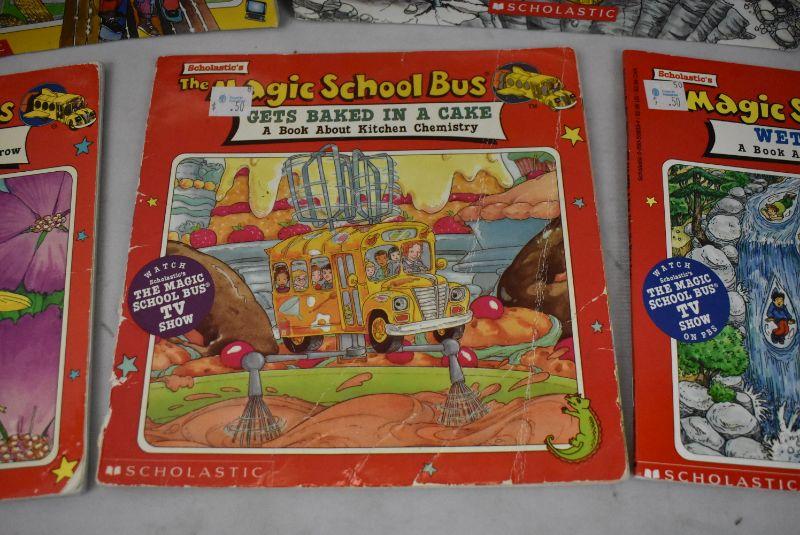 SCHOLASTIC
s
row
Scholastic's
The Magic School Bus
TM
.50
GETS BAKED IN A CAKE
A Book About Kitchen Chemistry
WATCH
Scholastic's
THE MAGIC
SCHOOL BUS®
TV
SHOW
SCHOLASTIC
Scholastic's
.50
Magic S
WET
A Book A
WATCH
Scholastic's
THE MAGIC
SCHOOL BUS®
TV
SHOW
ON PBS
SCHOLASTIC